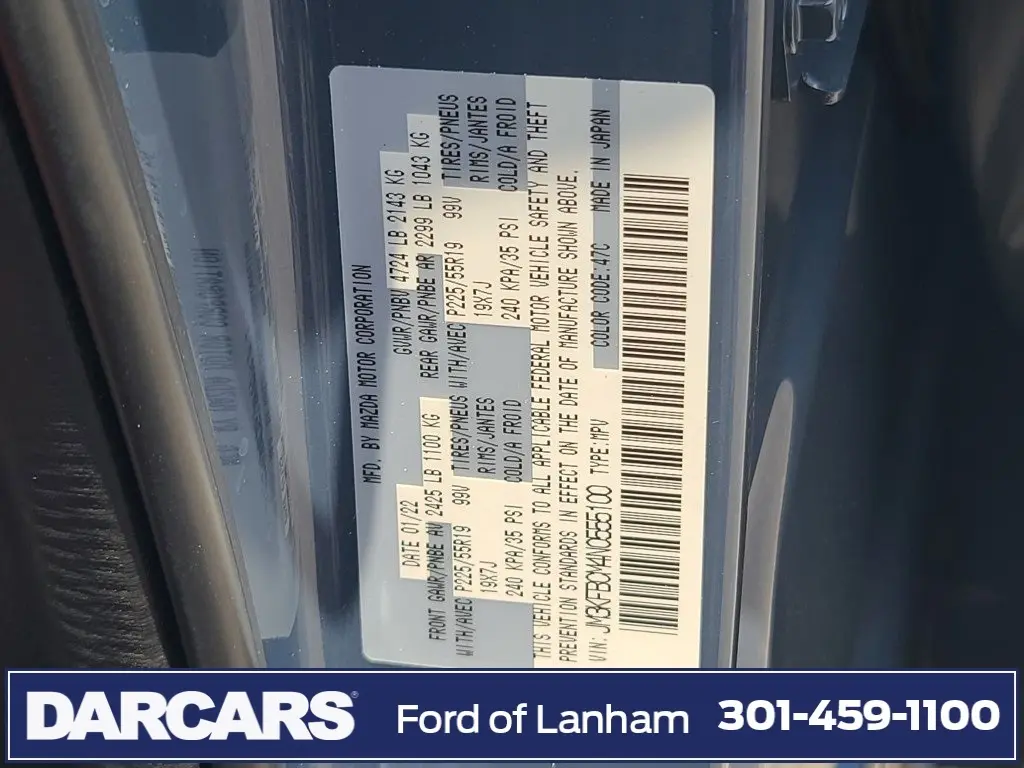 MFD. BY MAZDA MOTOR CORPORATION
DATE 01/22 GVWR/PNBV 4724 LB 2143 KG
FRONT GAWR/PNBE AV 2425 LB 1100 KG REAR GAWR/PNBE AR 2299 LB 1043 KG
WITH/AVEC P225/55R19 99V TIRES/PNEUS WITH/AVEC P225/55R19 99V TIRES/PNEUS
19X7J RIMS/JANTES 19X7J RIMS/JANTES
240 KPA/35 PSI COLD/A FROID 240 KPA/35 PSI COLD/A FROID
THIS VEHICLE CONFORMS TO ALL APPLICABLE FEDERAL MOTOR VEHICLE SAFETY AND THEFT
PREVENTION STANDARDS IN EFFECT ON THE DATE OF MANUFACTURE SHOWN ABOVE.
VIN: JM3KFBCM4N0555100 TYPE:MPV COLOR CODE:47C MADE IN JAPAN
DARCARS® Ford of Lanham 301-459-1100